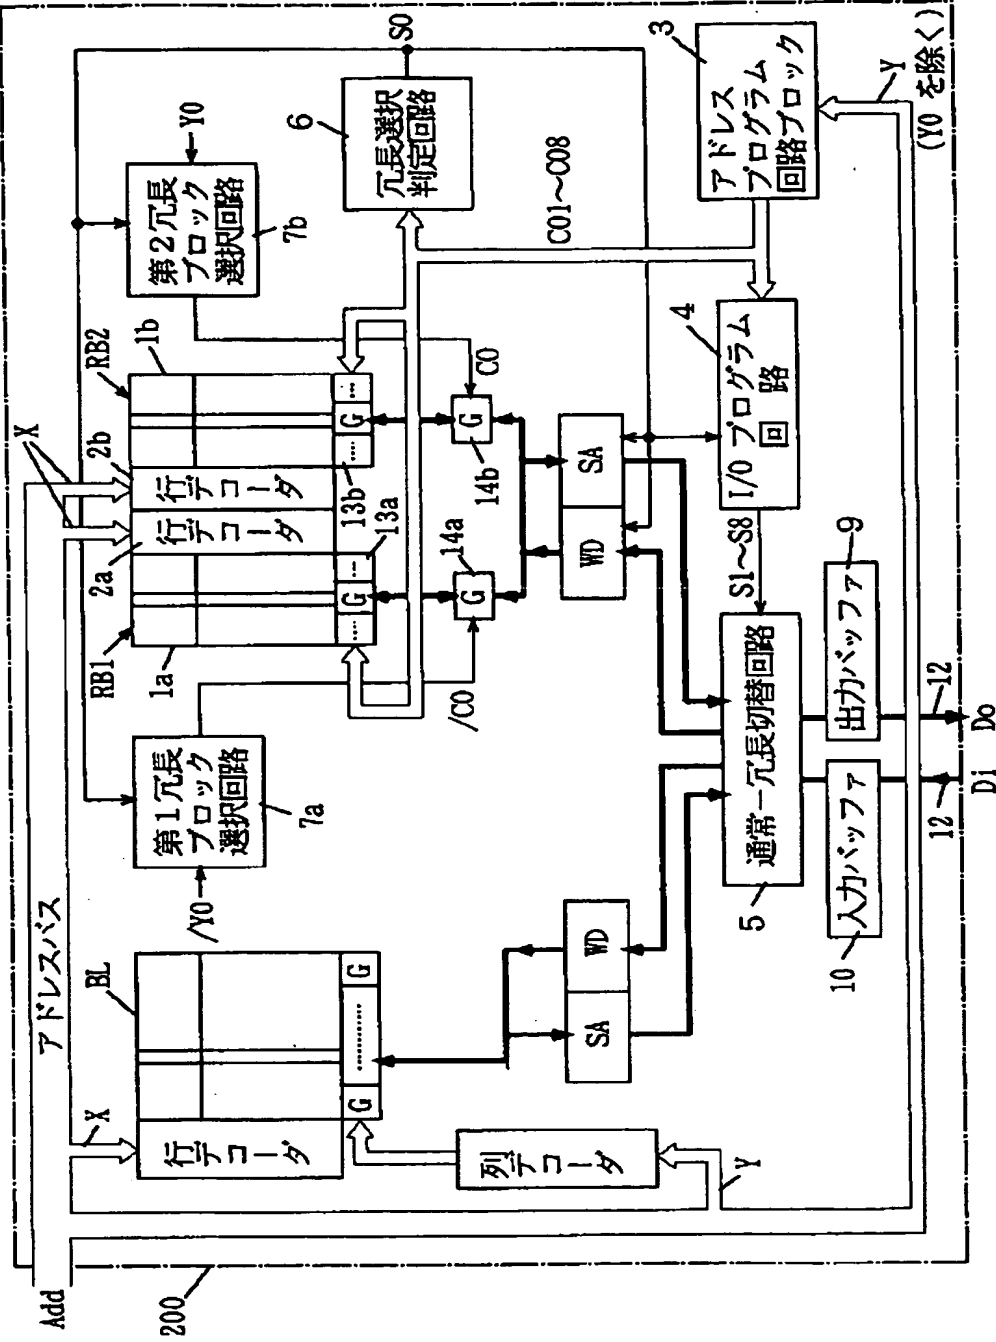 Add
200
アドレスバス
X
BL
行デコーダ
G
...........
G
列デコーダ
Y
SA
WD
/Y0
第1冗長
ブロック
選択回路
7a
RB1
1a
2a
行デコーダ
行デコーダ
2b
X
RB2
1b
....
G
...
....
G
...
13a
13b
/C0
14a
G
14b
G
C0
第2冗長
ブロック
選択回路
7b
Y0
S0
6
冗長選択
判定回路
C01〜C08
3
アドレス
プログラム
回路ブロック
Y
(Y0 を除く)
4
I/O プログラム
回路
S1〜S8
WD
SA
5
通常−冗長切替回路
10
入力バッファ
9
出力バッファ
12
12
Di
Do